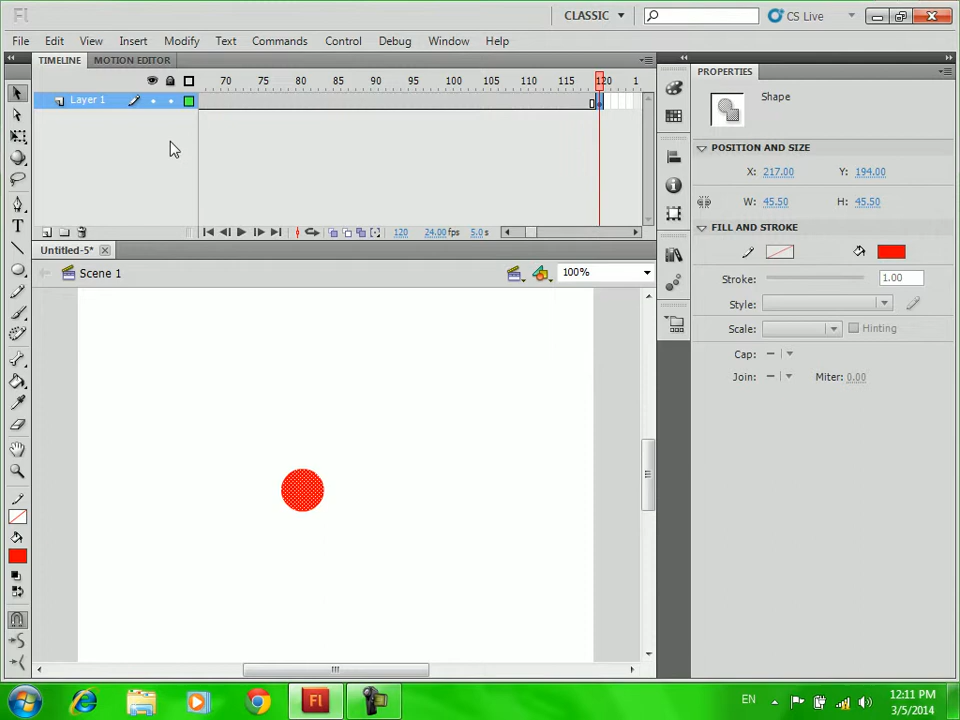 Fl
CLASSIC
CS Live
File Edit View Insert Modify Text Commands Control Debug Window Help
TIMELINE MOTION EDITOR
70 75 80 85 90 95 100 105 110 115 120 1
Layer 1
120 24.00 fps 5.0 s
Untitled-5*
Scene 1
100%
PROPERTIES
Shape
POSITION AND SIZE
X: 217.00 Y: 194.00
W: 45.50 H: 45.50
FILL AND STROKE
Stroke: 1.00
Style:
Scale: Hinting
Cap:
Join: Miter: 0.00
T
Fl
EN
12:11 PM
3/5/2014